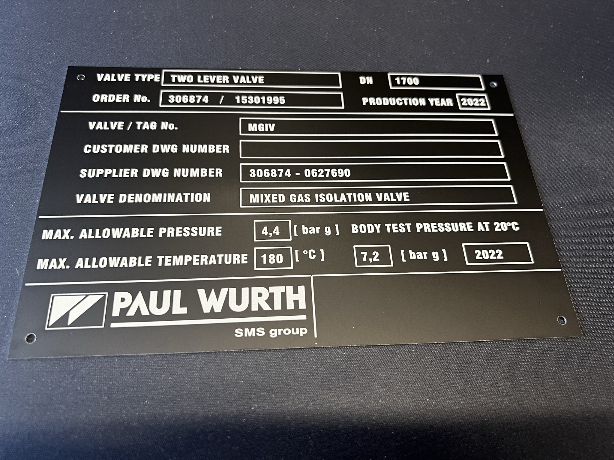 VALVE TYPE TWO LEVER VALVE DN 1700
ORDER No. 306874 / 15301995 PRODUCTION YEAR 2022
VALVE / TAG No. MGIV
CUSTOMER DWG NUMBER
SUPPLIER DWG NUMBER 306874 - 0627690
VALVE DENOMINATION MIXED GAS ISOLATION VALVE
MAX. ALLOWABLE PRESSURE 4,4 [ bar g ] BODY TEST PRESSURE AT 20°C
MAX. ALLOWABLE TEMPERATURE 180 [ °C ] 7,2 [ bar g ] 2022
PAUL WURTH
SMS group